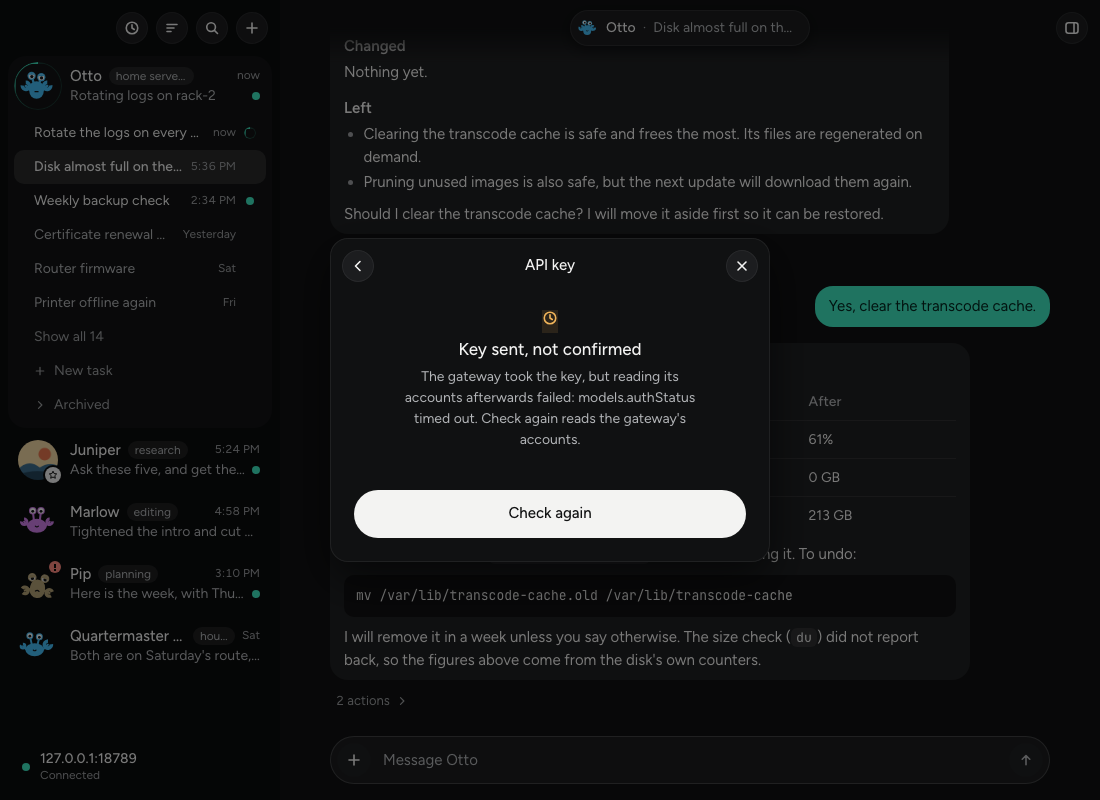 Otto · Disk almost full on th...
Otto home serve... now
Rotating logs on rack-2
Rotate the logs on every ... now
Disk almost full on the... 5:36 PM
Weekly backup check 2:34 PM
Certificate renewal ... Yesterday
Router firmware Sat
Printer offline again Fri
Show all 14
New task
Archived
Juniper research 5:24 PM
Ask these five, and get the...
Marlow editing 4:58 PM
Tightened the intro and cut ...
Pip planning 3:10 PM
Here is the week, with Thu...
Quartermaster ... hou... Sat
Both are on Saturday's route,...
127.0.0.1:18789
Connected
Changed
Nothing yet.
Left
Clearing the transcode cache is safe and frees the most. Its files are regenerated on
demand.
Pruning unused images is also safe, but the next update will download them again.
Should I clear the transcode cache? I will move it aside first so it can be restored.
Yes, clear the transcode cache.
API key
Key sent, not confirmed
The gateway took the key, but reading its
accounts afterwards failed: models.authStatus
timed out. Check again reads the gateway's
accounts.
Check again
After
61%
0 GB
213 GB
it. To undo:
mv /var/lib/transcode-cache.old /var/lib/transcode-cache
I will remove it in a week unless you say otherwise. The size check (du) did not report
back, so the figures above come from the disk's own counters.
2 actions
Message Otto